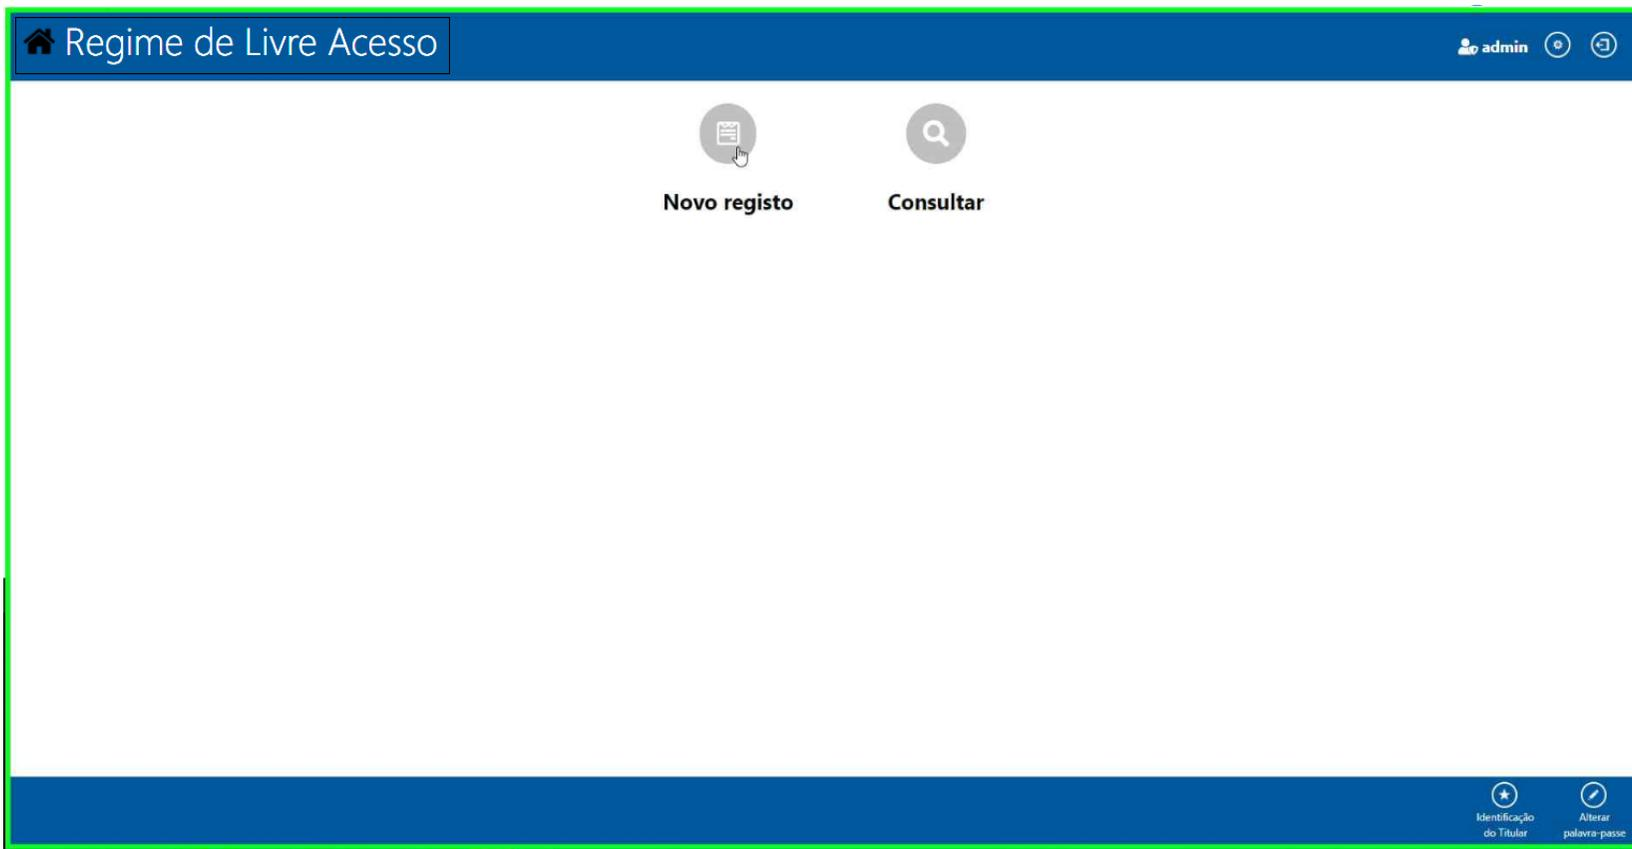 Regime de Livre Acesso
admin
Novo registo
Consultar
Identificação
do Titular
Alterar
palavra-passe